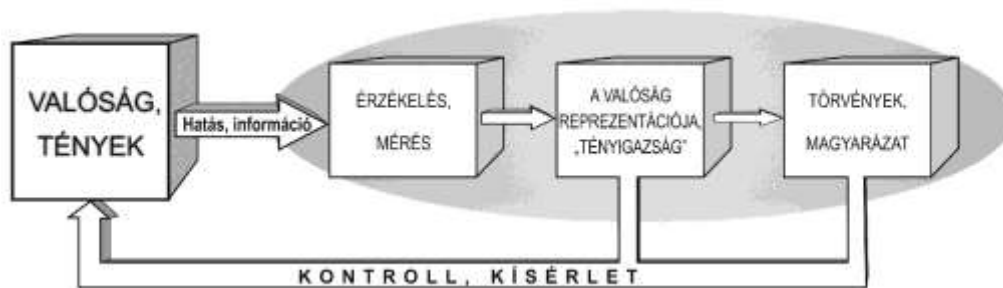 VALÓSÁG,
TÉNYEK
Hatás, információ
ÉRZÉKELÉS,
MÉRÉS
A VALÓSÁG
REPREZENTÁCIÓJA,
„TÉNYIGAZSÁG”
TÖRVÉNYEK,
MAGYARÁZAT
KONTROLL, KÍSÉRLET